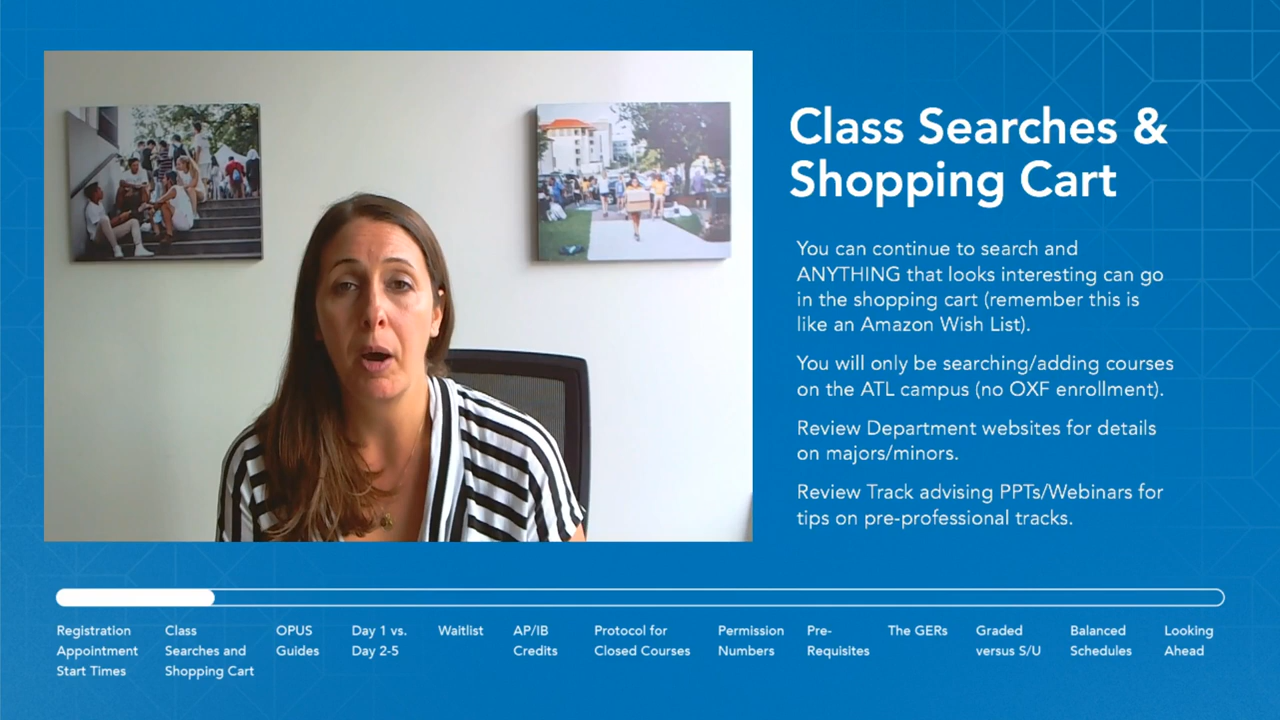 Class Searches &
Shopping Cart
You can continue to search and
ANYTHING that looks interesting can go
in the shopping cart (remember this is
like an Amazon Wish List).
You will only be searching/adding courses
on the ATL campus (no OXF enrollment).
Review Department websites for details
on majors/minors.
Review Track advising PPTs/Webinars for
tips on pre-professional tracks.
Registration
Appointment
Start Times
Class
Searches and
Shopping Cart
OPUS
Guides
Day 1 vs.
Day 2-5
Waitlist
AP/IB
Credits
Protocol for
Closed Courses
Permission
Numbers
Pre-
Requisites
The GERs
Graded
versus S/U
Balanced
Schedules
Looking
Ahead